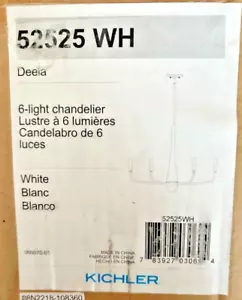 52525 WH
Deela
6-light chandelier
Lustre à 6 lumières
Candelabro de 6
luces
White
Blanc
Blanco
MADE IN CHINA
FABRIQUÉ EN CHINE
HECHO EN CHINA
52525WH
KICHLER